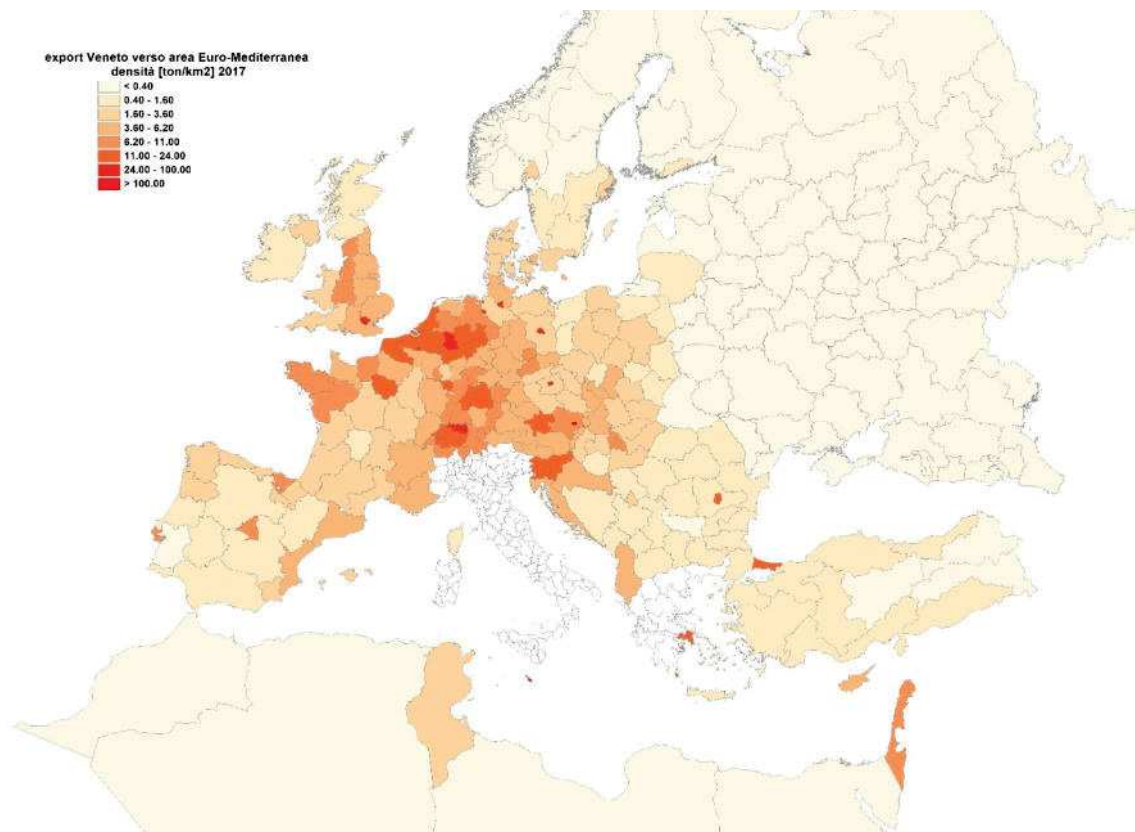 export Veneto verso area Euro-Mediterranea
densità [ton/km2] 2017
< 0.40
0.40 - 1.60
1.60 - 3.60
3.60 - 6.20
6.20 - 11.00
11.00 - 24.00
24.00 - 100.00
> 100.00